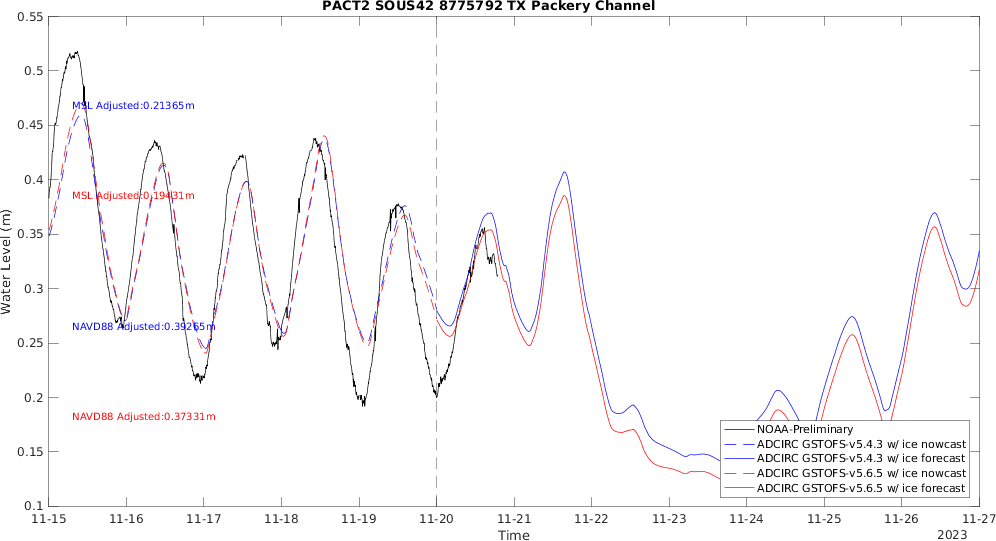 PACT2 SOUS42 8775792 TX Packery Channel
0.55
0.5
0.45
0.4
0.35
0.3
0.25
0.2
0.15
0.1
Water Level (m)
MSL Adjusted:0.21365m
MSL Adjusted:0.19431m
NAVD88 Adjusted:0.39265m
NAVD88 Adjusted:0.37331m
NOAA-Preliminary
ADCIRC GSTOFS-v5.4.3 w/ ice nowcast
ADCIRC GSTOFS-v5.4.3 w/ ice forecast
ADCIRC GSTOFS-v5.6.5 w/ ice nowcast
ADCIRC GSTOFS-v5.6.5 w/ ice forecast
11-15 11-16 11-17 11-18 11-19 11-20 11-21 11-22 11-23 11-24 11-25 11-26 11-27
Time
2023